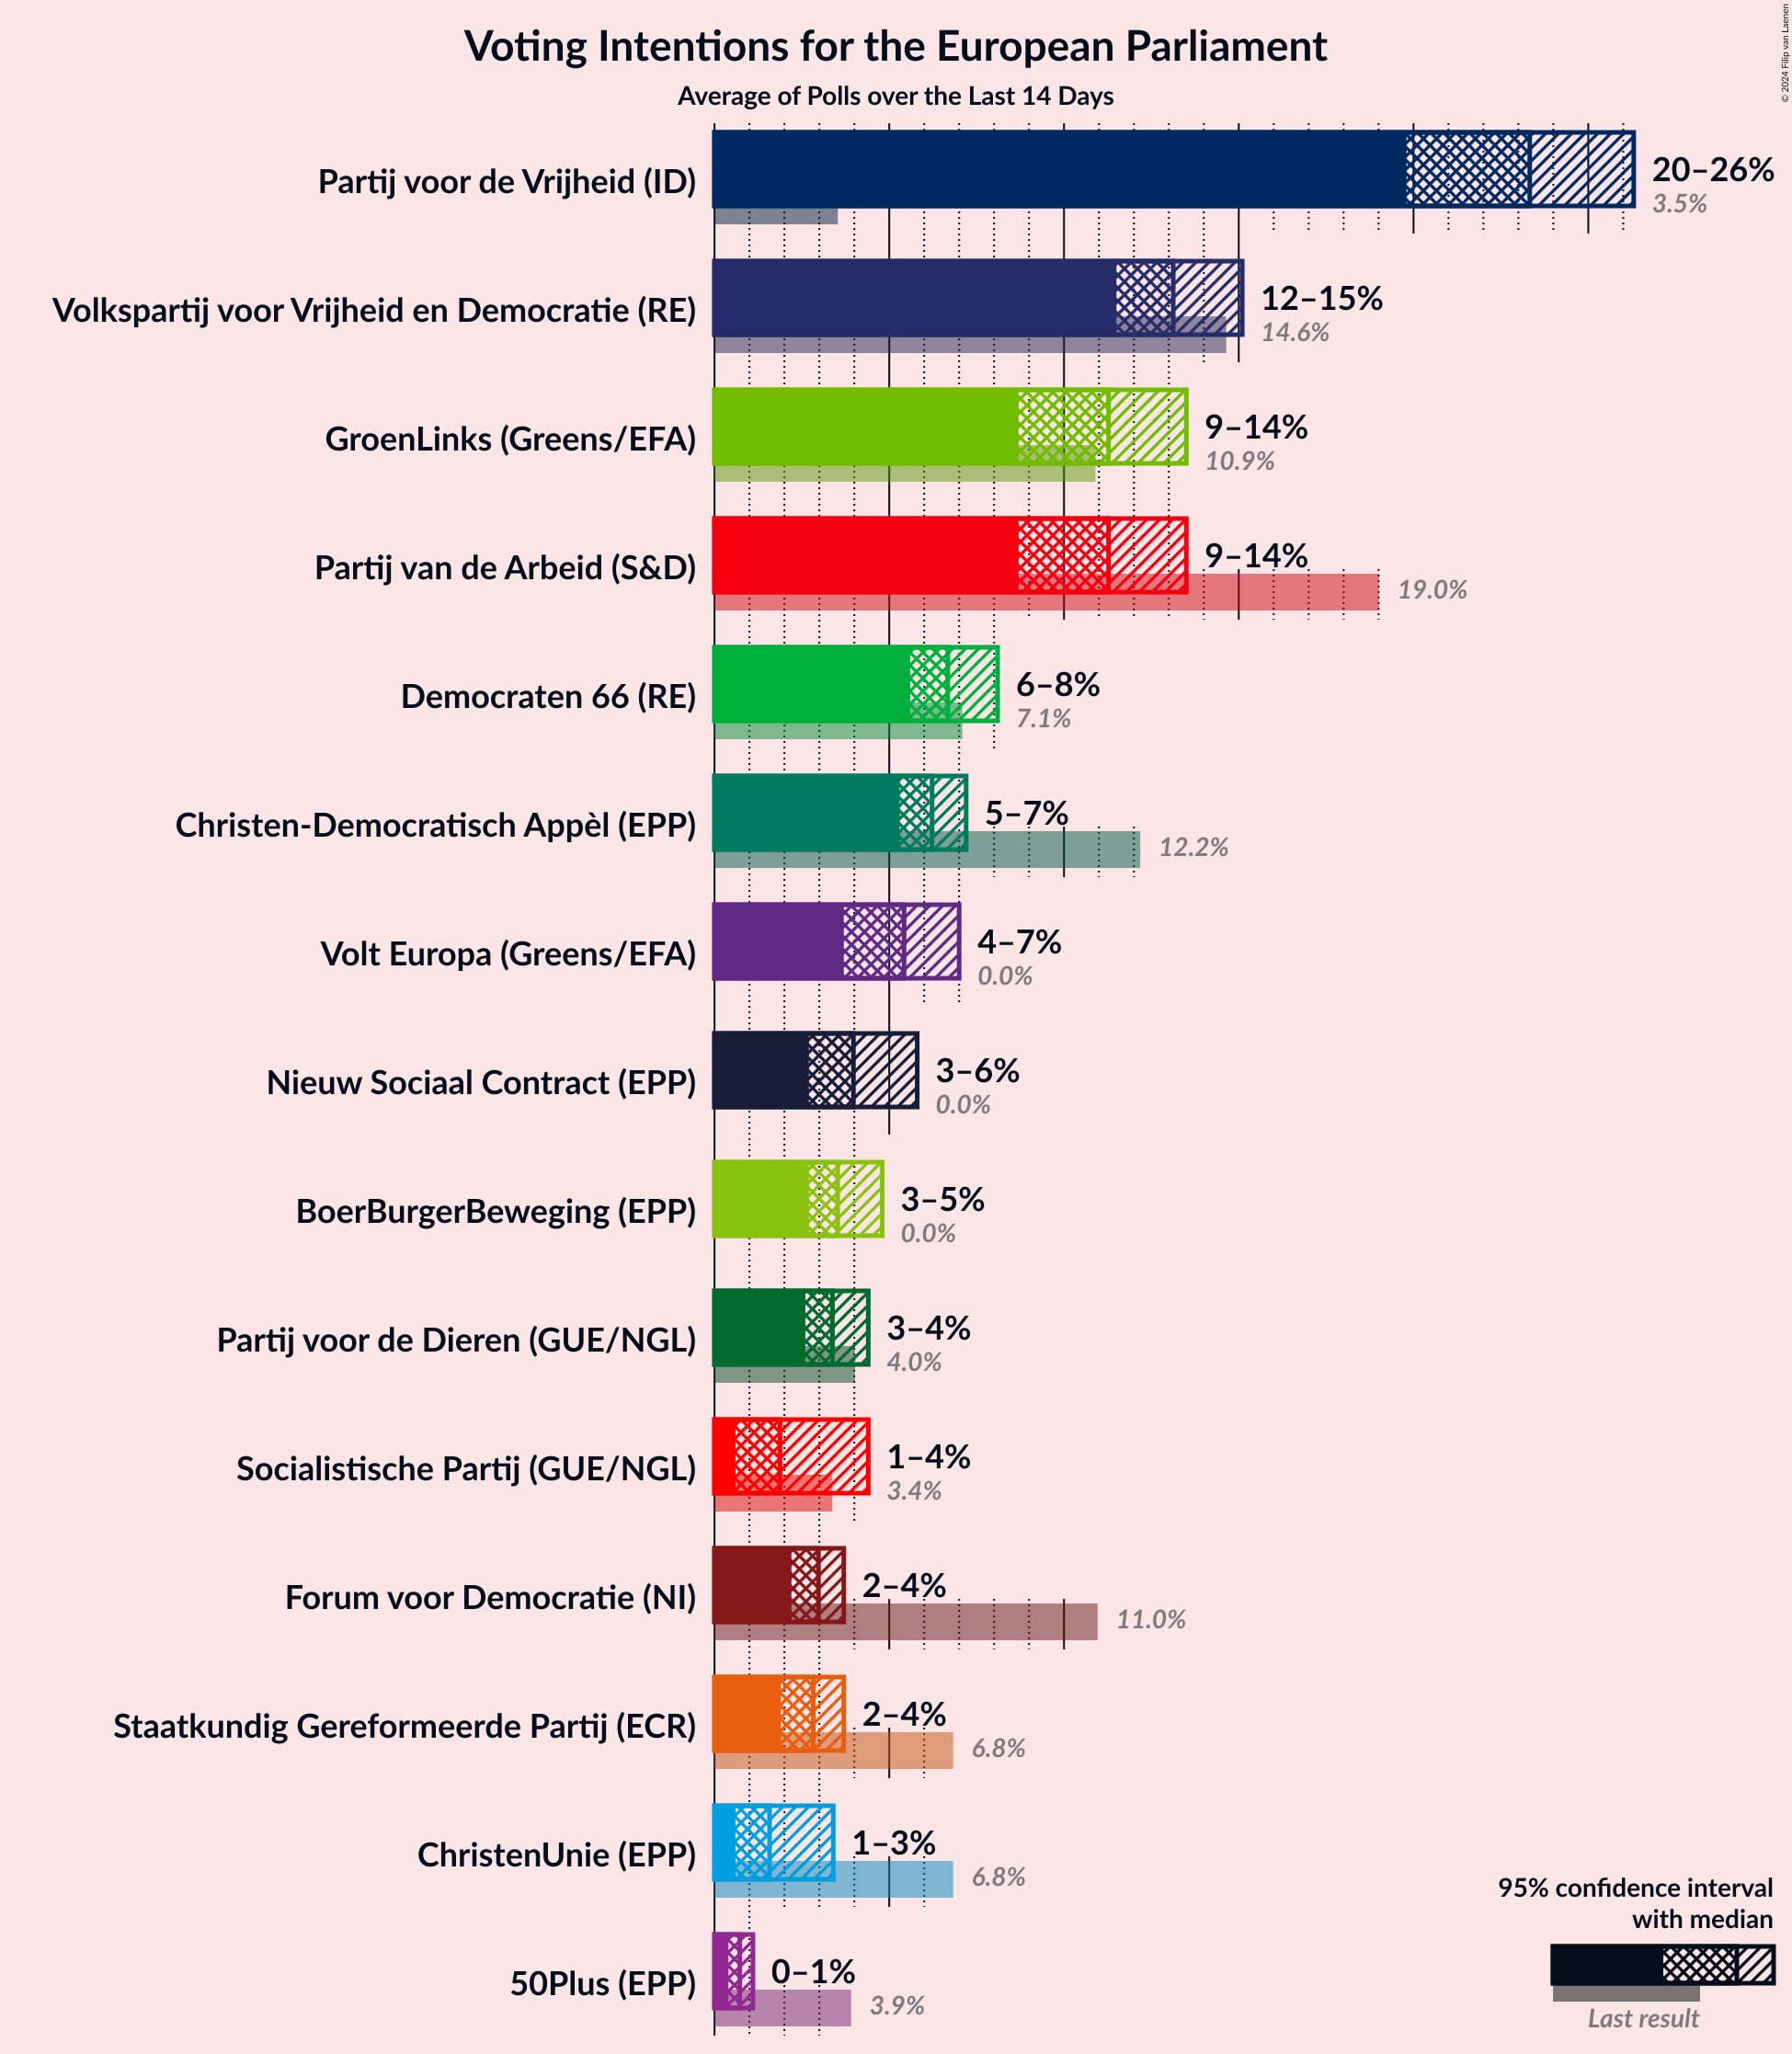 © 2024 Filip van Laenen
Voting Intentions for the European Parliament
Average of Polls over the Last 14 Days
Partij voor de Vrijheid (ID)
20–26%
3.5%
Volkspartij voor Vrijheid en Democratie (RE)
12–15%
14.6%
GroenLinks (Greens/EFA)
9–14%
10.9%
Partij van de Arbeid (S&D)
9–14%
19.0%
Democraten 66 (RE)
6–8%
7.1%
Christen-Democratisch Appèl (EPP)
5–7%
12.2%
Volt Europa (Greens/EFA)
4–7%
0.0%
Nieuw Sociaal Contract (EPP)
3–6%
0.0%
BoerBurgerBeweging (EPP)
3–5%
0.0%
Partij voor de Dieren (GUE/NGL)
3–4%
4.0%
Socialistische Partij (GUE/NGL)
1–4%
3.4%
Forum voor Democratie (NI)
2–4%
11.0%
Staatkundig Gereformeerde Partij (ECR)
2–4%
6.8%
ChristenUnie (EPP)
1–3%
6.8%
50Plus (EPP)
0–1%
3.9%
95% confidence interval
with median
Last result